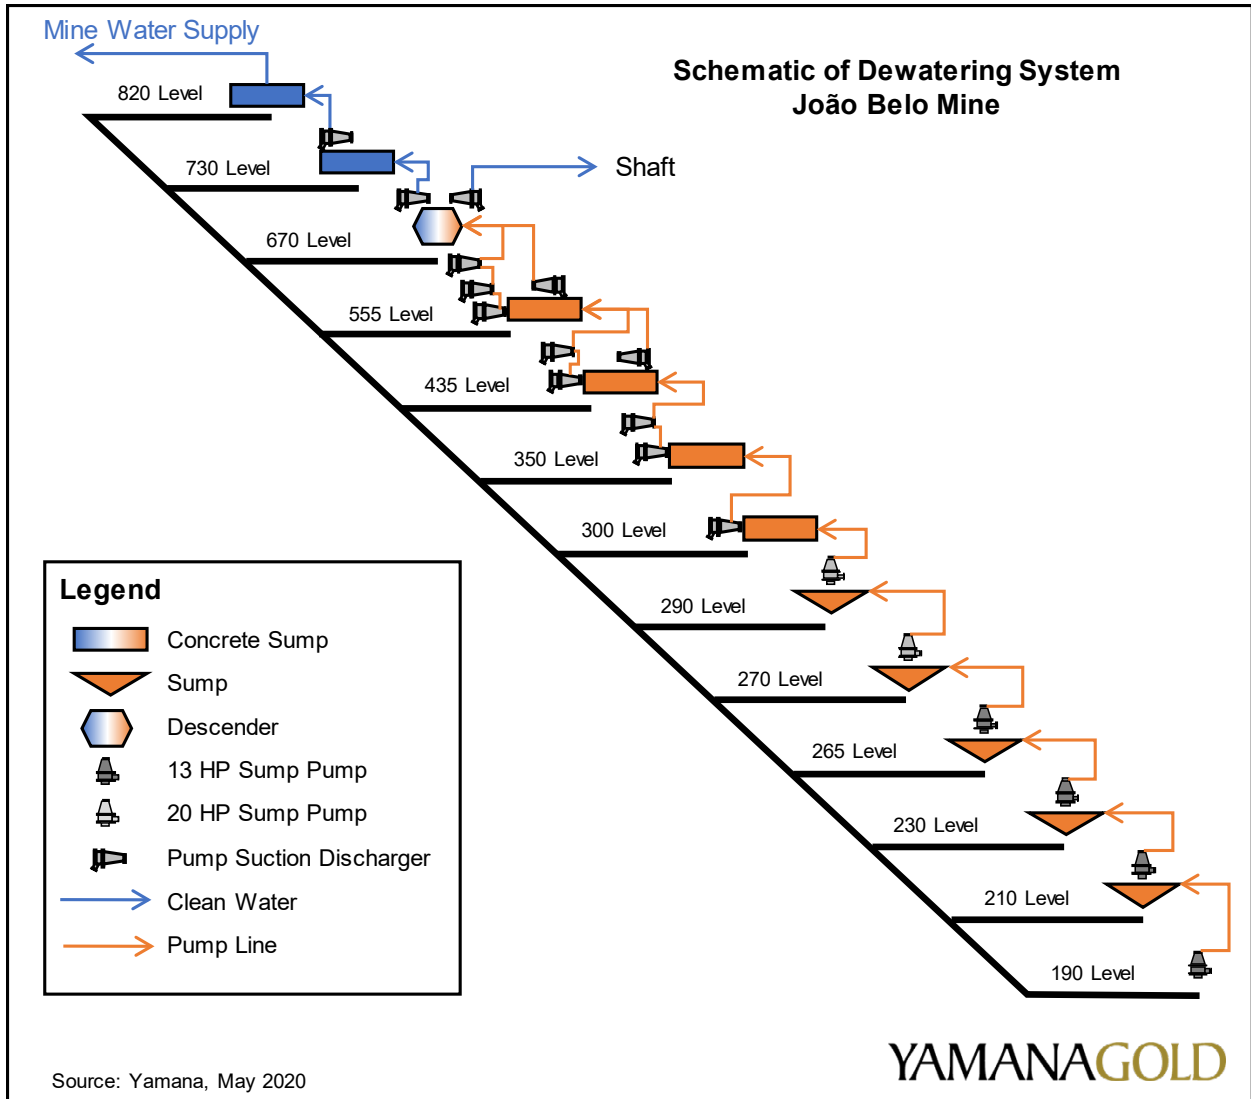 Mine Water Supply
Schematic of Dewatering System
João Belo Mine
820 Level
730 Level
Shaft
670 Level
555 Level
435 Level
350 Level
300 Level
290 Level
270 Level
265 Level
230 Level
210 Level
190 Level
Legend
Concrete Sump
Sump
Descender
13 HP Sump Pump
20 HP Sump Pump
Pump Suction Discharger
Clean Water
Pump Line
YAMANAGOLD
Source: Yamana, May 2020